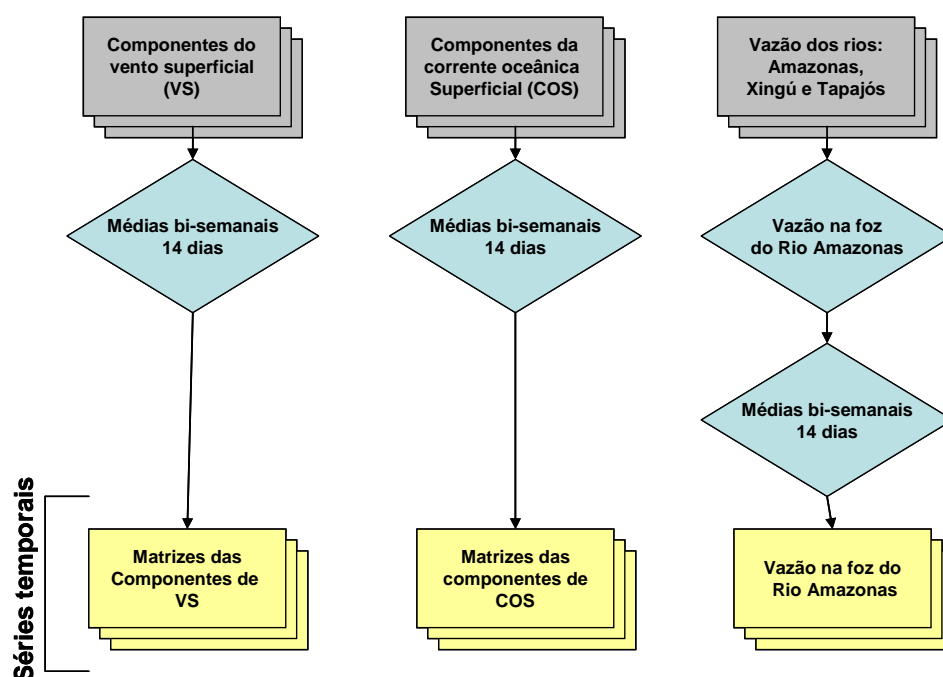 Componentes do
vento superficial
(VS)
Componentes da
corrente oceânica
Superficial (COS)
Vazão dos rios:
Amazonas,
Xingú e Tapajós
Médias bi-semanais
14 dias
Médias bi-semanais
14 dias
Vazão na foz
do Rio Amazonas
Médias bi-semanais
14 dias
Séries temporais
Matrizes das
Componentes de
VS
Matrizes das
componentes de
COS
Vazão na foz do
Rio Amazonas